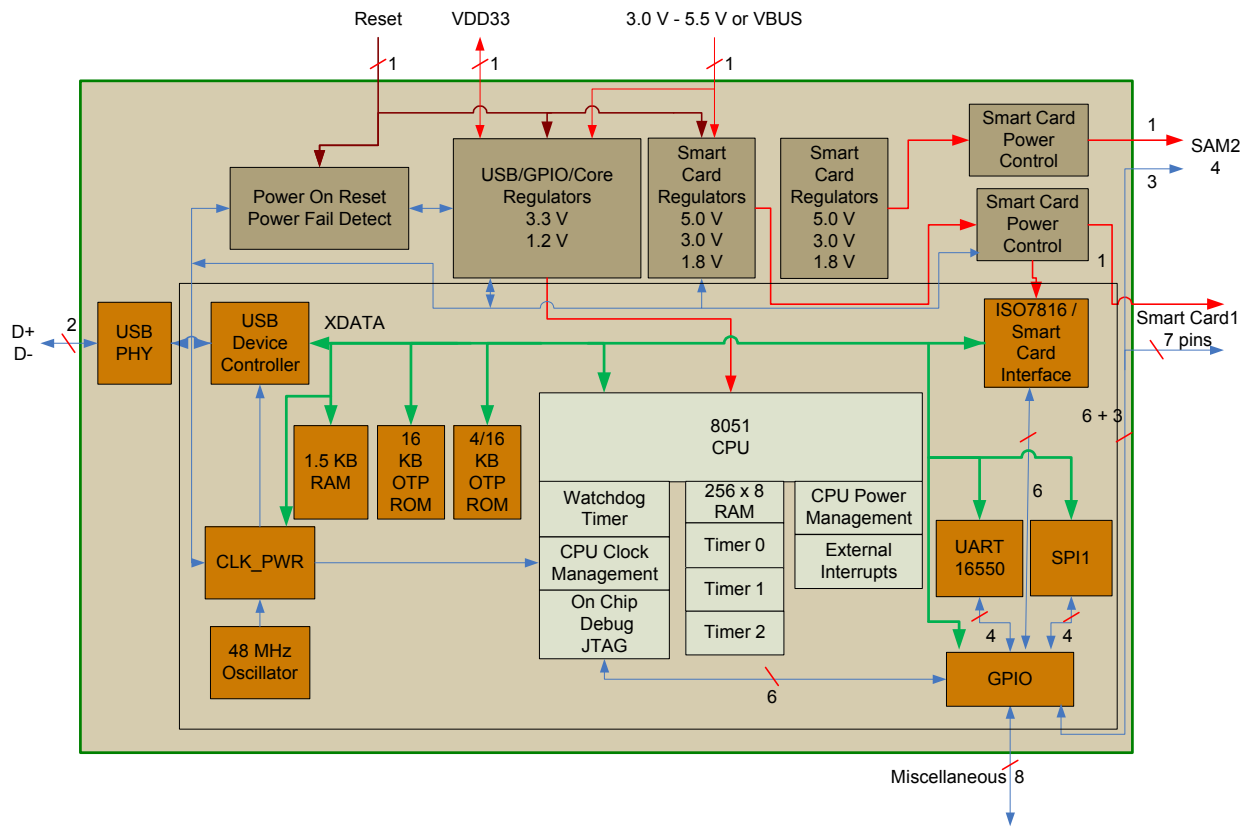 Reset
VDD33
3.0 V - 5.5 V or VBUS
1
1
1
Smart Card
Power
Control
1
SAM2
4
3
Power On Reset
Power Fail Detect
USB/GPIO/Core
Regulators
3.3 V
1.2 V
Smart
Card
Regulators
5.0 V
3.0 V
1.8 V
Smart
Card
Regulators
5.0 V
3.0 V
1.8 V
Smart Card
Power
Control
1
D+
D-
2
USB
PHY
USB
Device
Controller
XDATA
ISO7816 /
Smart
Card
Interface
Smart Card1
7 pins
1.5 KB
RAM
16
KB
OTP
ROM
4/16
KB
OTP
ROM
8051
CPU
6 + 3
Watchdog
Timer
256 x 8
RAM
CPU Power
Management
6
CLK_PWR
CPU Clock
Management
Timer 0
External
Interrupts
UART
16550
SPI1
On Chip
Debug
JTAG
Timer 1
Timer 2
48 MHz
Oscillator
4
4
6
GPIO
Miscellaneous
8